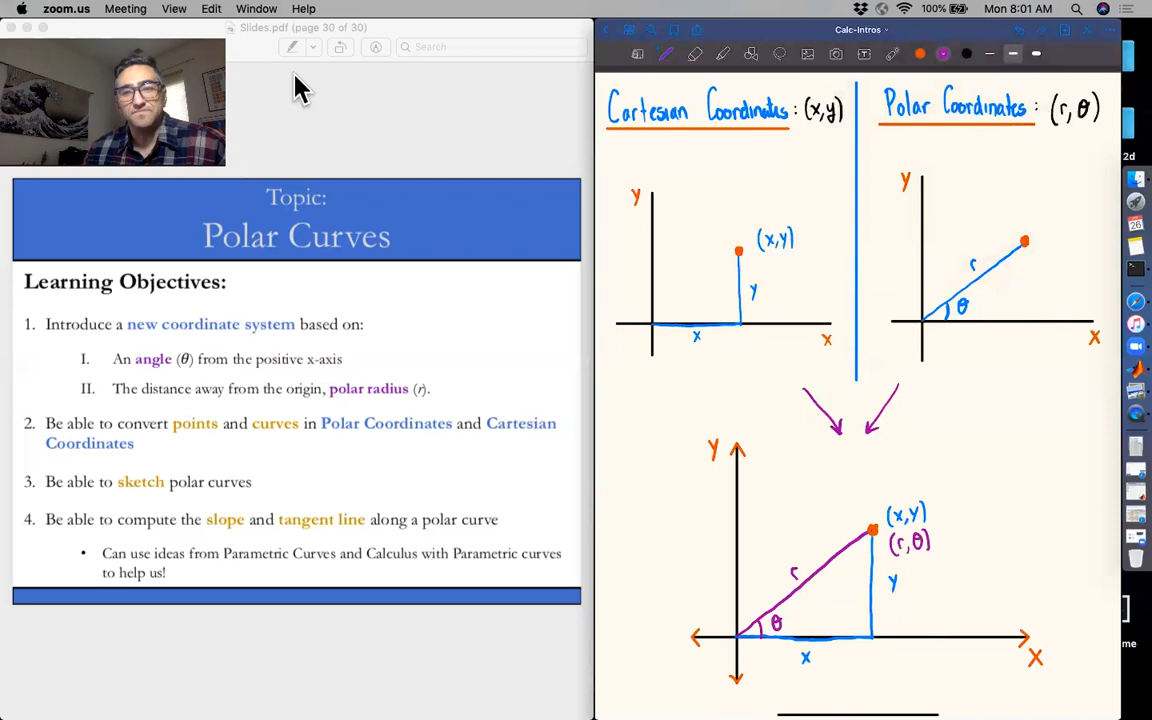 zoom.us Meeting View Edit Window Help
100% Mon 8:01 AM
Slides.pdf (page 30 of 30)
Search
Topic:
Polar Curves
Learning Objectives:
1. Introduce a new coordinate system based on:
I. An angle (θ) from the positive x-axis
II. The distance away from the origin, polar radius (r).
2. Be able to convert points and curves in Polar Coordinates and Cartesian
Coordinates
3. Be able to sketch polar curves
4. Be able to compute the slope and tangent line along a polar curve
• Can use ideas from Parametric Curves and Calculus with Parametric curves
to help us!
Calc-Intros
Cartesian Coordinates: (x,y)
Polar Coordinates: (r, θ)
y
(x,y)
y
x
x
y
r
θ
x
y
(x,y)
(r,θ)
r
y
θ
x
x
2d
26
me